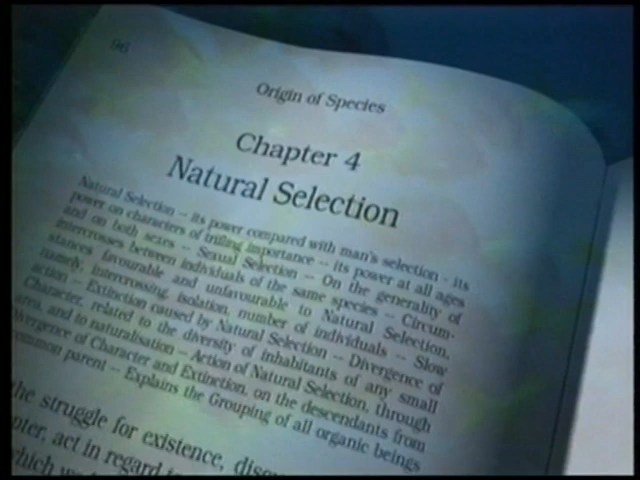 96
Origin of Species
Chapter 4
Natural Selection
Natural Selection – its power compared with man's selection - its
power on characters of trifling importance – its power at all ages
and on both sexes – Sexual Selection – On the generality of
intercrosses between individuals of the same species – Circum-
stances favourable and unfavourable to Natural Selection,
namely, intercrossing, isolation, number of individuals – Slow
action – Extinction caused by Natural Selection – Divergence of
Character, related to the diversity of inhabitants of any small
area, and to naturalisation – Action of Natural Selection, through
Divergence of Character and Extinction, on the descendants from
common parent – Explains the Grouping of all organic beings
the struggle for existence,
act in regard